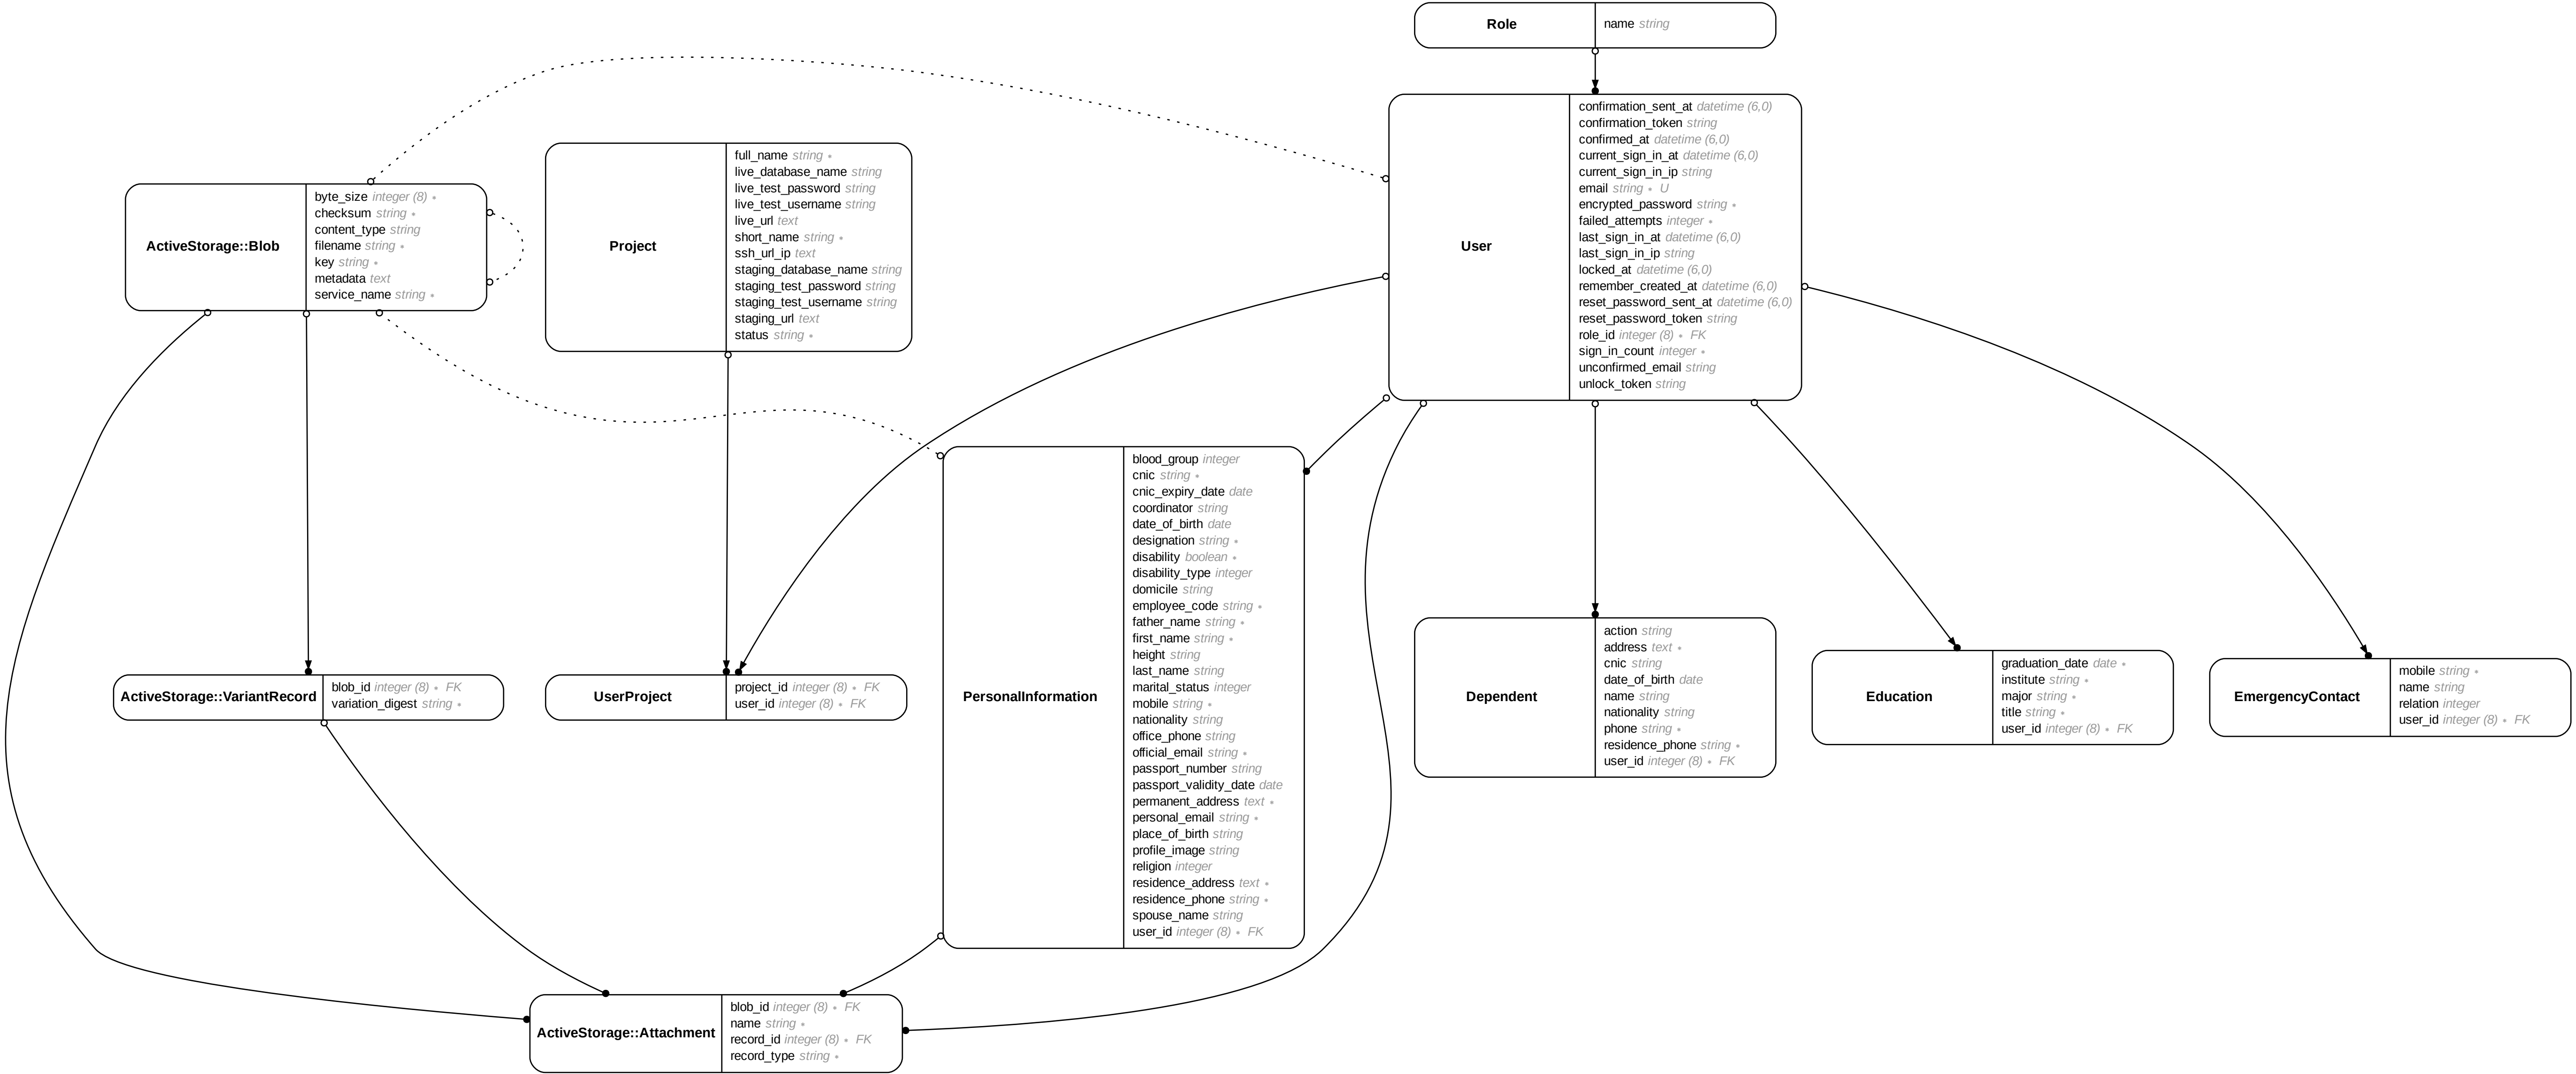 Role
name string
User
confirmation_sent_at datetime (6,0)
confirmation_token string
confirmed_at datetime (6,0)
current_sign_in_at datetime (6,0)
current_sign_in_ip string
email string ∗ U
encrypted_password string ∗
failed_attempts integer ∗
last_sign_in_at datetime (6,0)
last_sign_in_ip string
locked_at datetime (6,0)
remember_created_at datetime (6,0)
reset_password_sent_at datetime (6,0)
reset_password_token string
role_id integer (8) ∗ FK
sign_in_count integer ∗
unconfirmed_email string
unlock_token string
Project
full_name string ∗
live_database_name string
live_test_password string
live_test_username string
live_url text
short_name string ∗
ssh_url_ip text
staging_database_name string
staging_test_password string
staging_test_username string
staging_url text
status string ∗
ActiveStorage::Blob
byte_size integer (8) ∗
checksum string ∗
content_type string
filename string ∗
key string ∗
metadata text
service_name string ∗
ActiveStorage::VariantRecord
blob_id integer (8) ∗ FK
variation_digest string ∗
UserProject
project_id integer (8) ∗ FK
user_id integer (8) ∗ FK
PersonalInformation
blood_group integer
cnic string ∗
cnic_expiry_date date
coordinator string
date_of_birth date
designation string ∗
disability boolean ∗
disability_type integer
domicile string
employee_code string ∗
father_name string ∗
first_name string ∗
height string
last_name string
marital_status integer
mobile string ∗
nationality string
office_phone string
official_email string ∗
passport_number string
passport_validity_date date
permanent_address text ∗
personal_email string ∗
place_of_birth string
profile_image string
religion integer
residence_address text ∗
residence_phone string ∗
spouse_name string
user_id integer (8) ∗ FK
Dependent
action string
address text ∗
cnic string
date_of_birth date
name string
nationality string
phone string ∗
residence_phone string ∗
user_id integer (8) ∗ FK
Education
graduation_date date ∗
institute string ∗
major string ∗
title string ∗
user_id integer (8) ∗ FK
EmergencyContact
mobile string ∗
name string
relation integer
user_id integer (8) ∗ FK
ActiveStorage::Attachment
blob_id integer (8) ∗ FK
name string ∗
record_id integer (8) ∗ FK
record_type string ∗